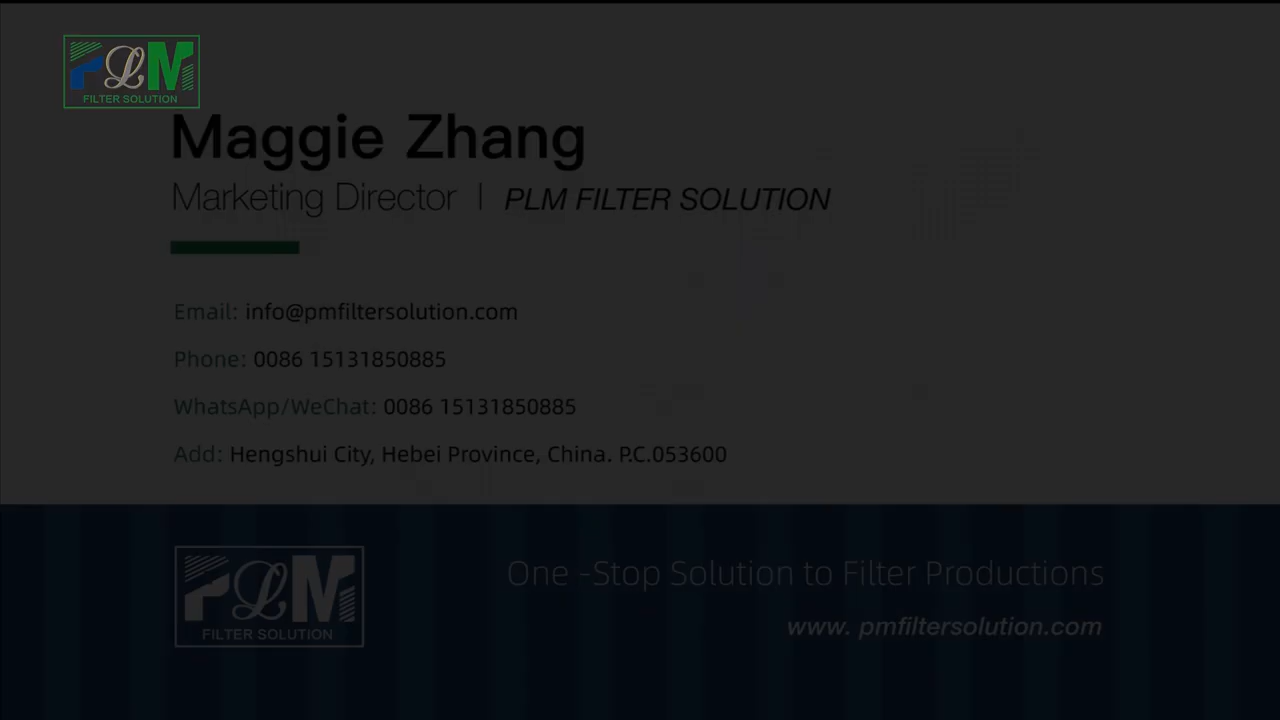 PLM
FILTER SOLUTION
Maggie Zhang
Marketing Director | PLM FILTER SOLUTION
Email: info@pmfiltersolution.com
Phone: 0086 15131850885
WhatsApp/WeChat: 0086 15131850885
Add: Hengshui City, Hebei Province, China. P.C.053600
PLM
FILTER SOLUTION
One -Stop Solution to Filter Productions
www. pmfiltersolution.com